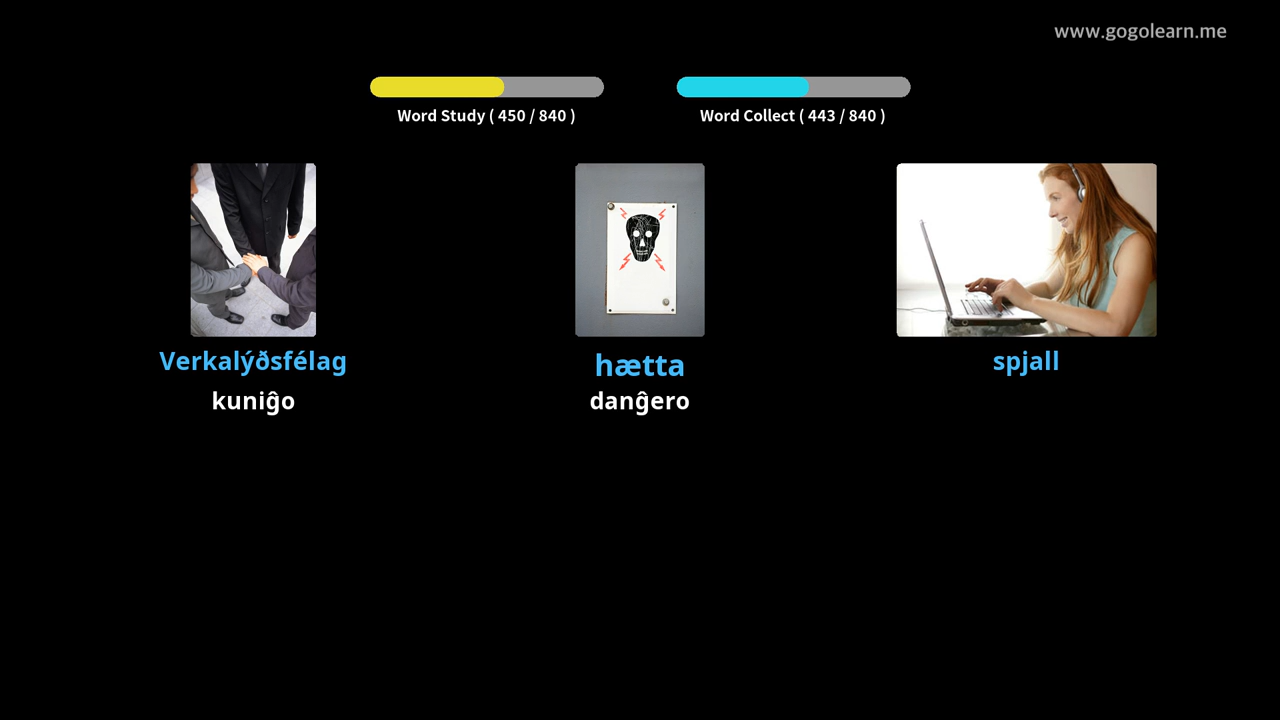 www.gogolearn.me
Word Study ( 450 / 840 )
Word Collect ( 443 / 840 )
Verkalýðsfélag
hætta
spjall
kuniĝo
danĝero